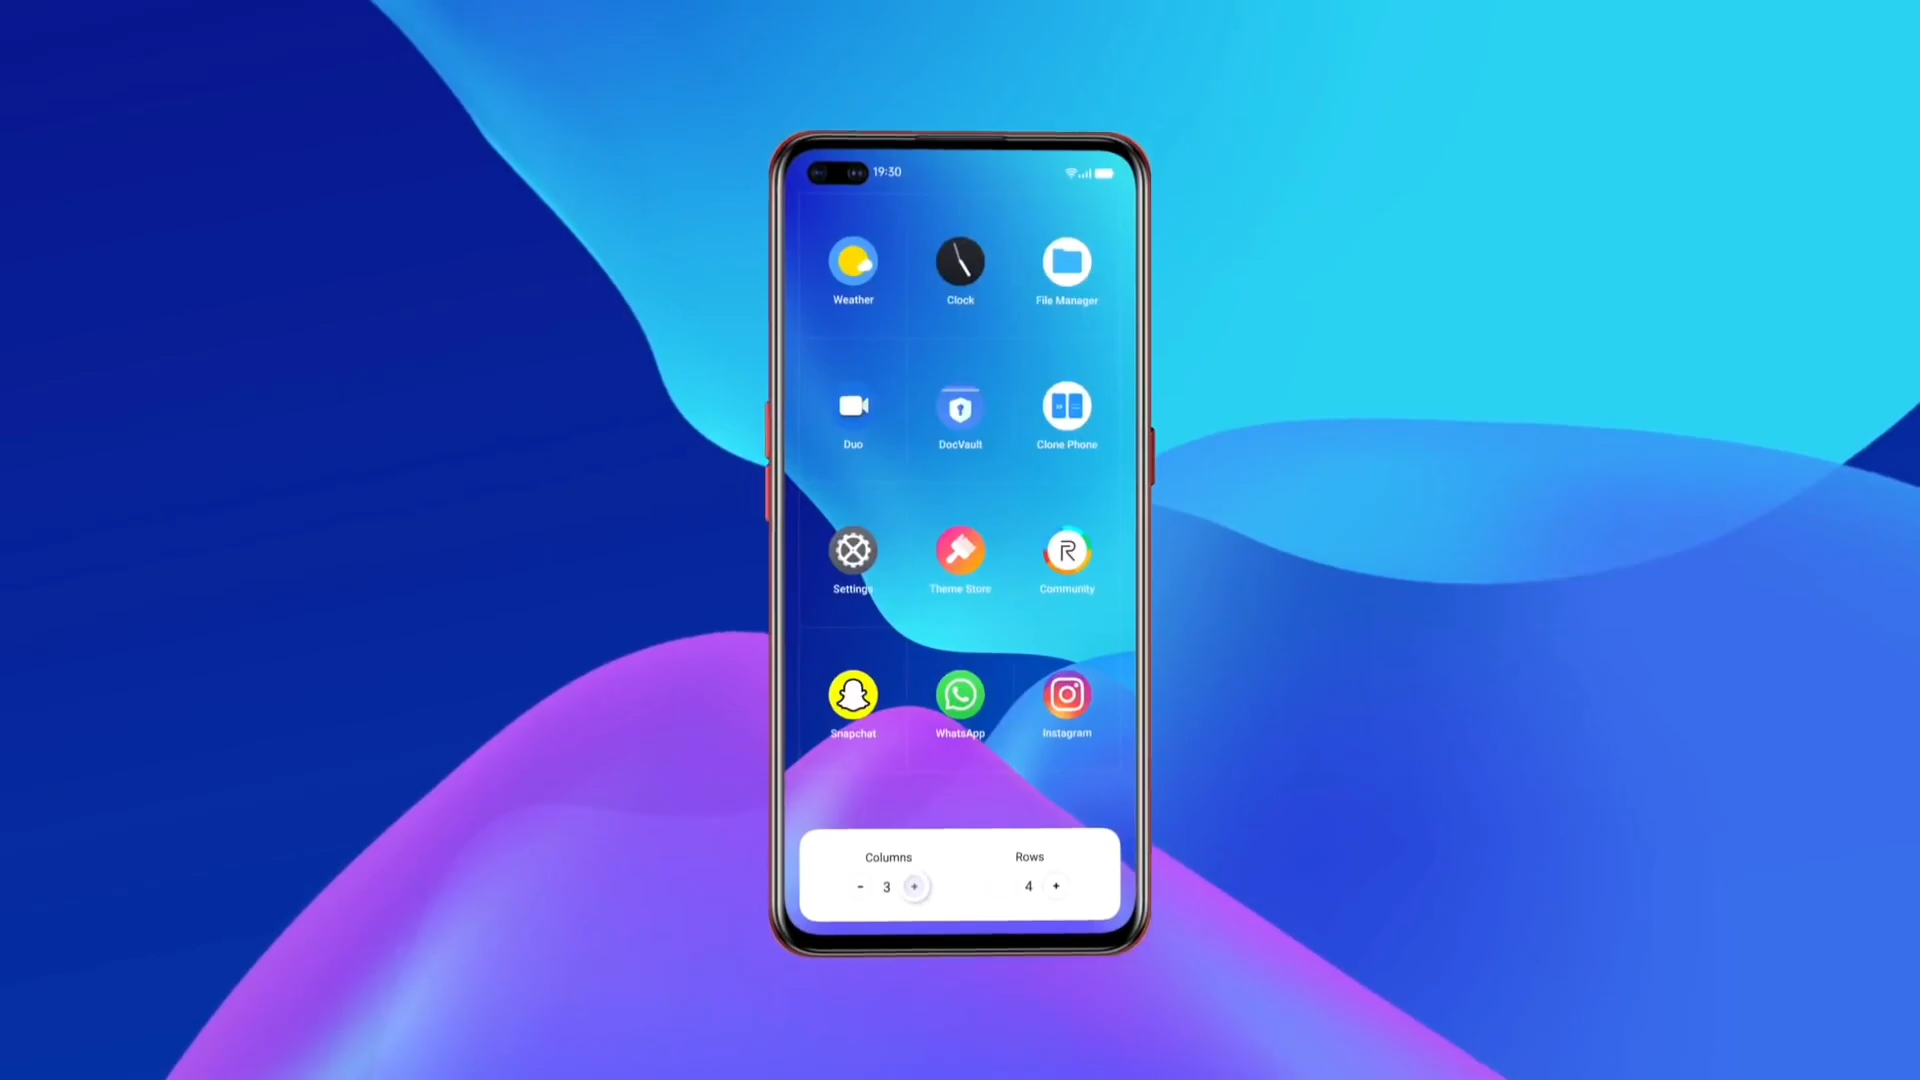 19:30
Weather Clock File Manager
Duo DocVault Clone Phone
Settings Theme Store Community
Snapchat WhatsApp Instagram
Columns Rows
- 3 + 4 +